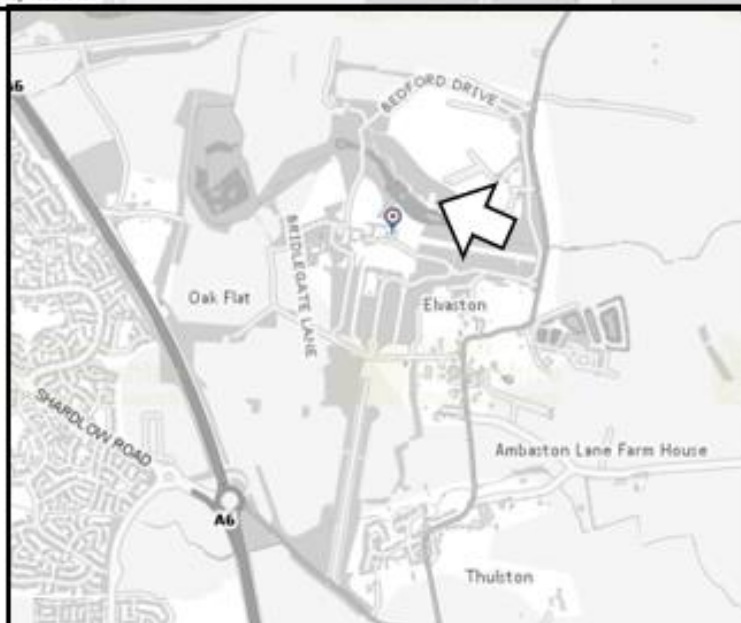 A6
BEDFORD DRIVE
BRIDLEGATE LANE
Oak Flat
Elvaston
SHARDLOW ROAD
Ambaston Lane Farm House
A6
Thulston